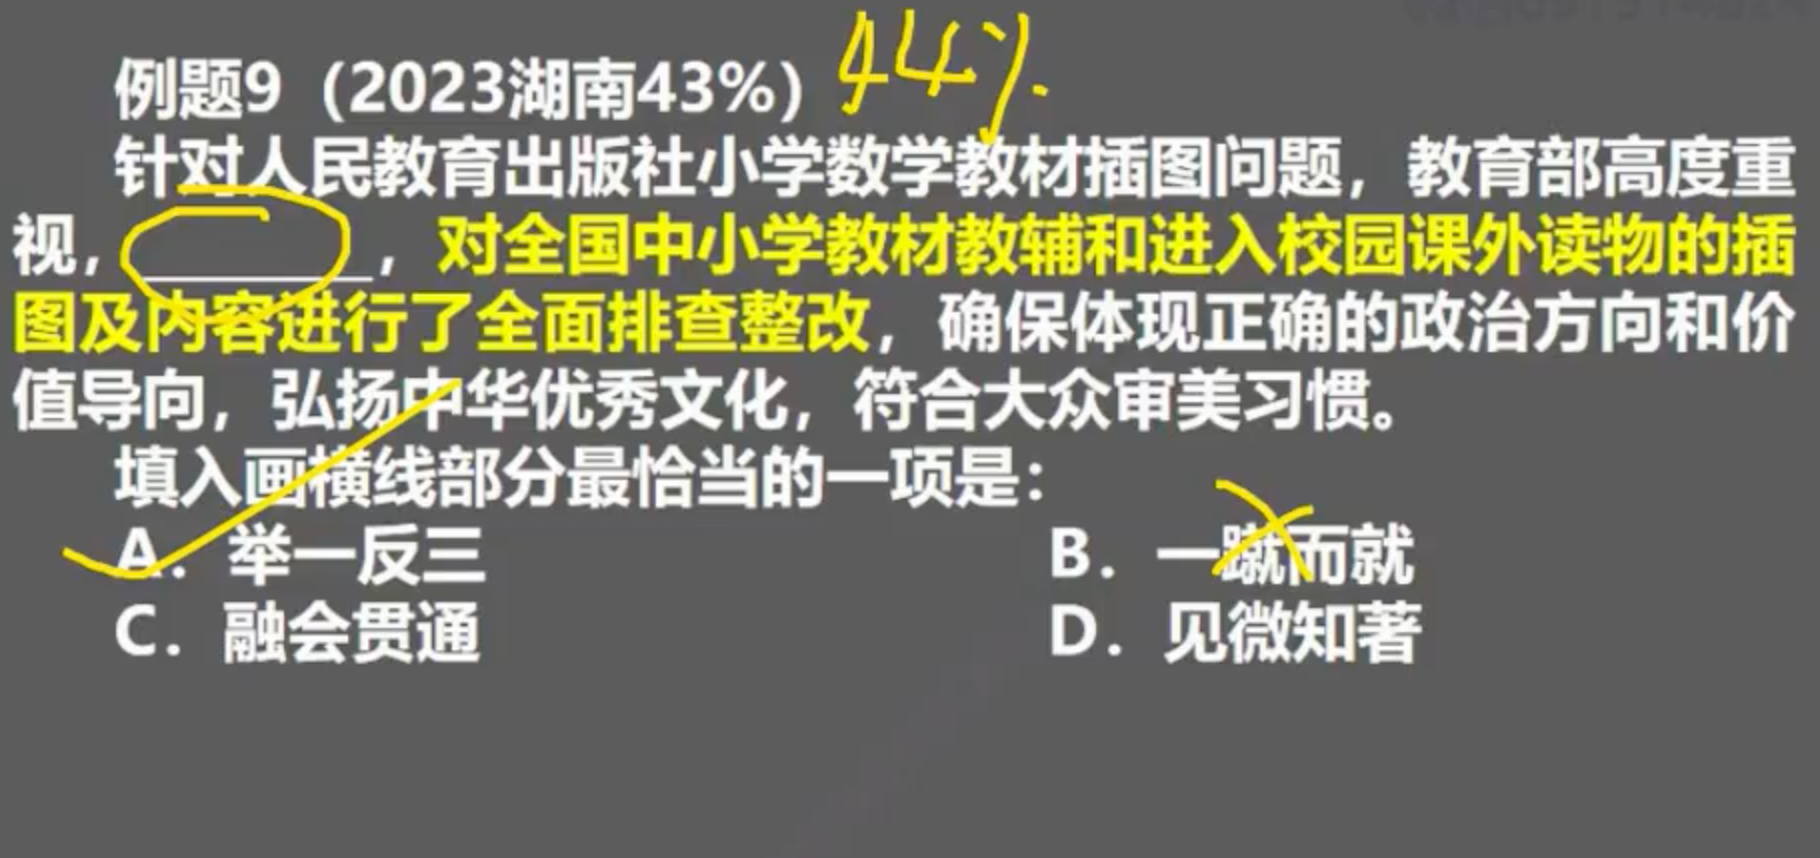 例题9（2023湖南43%）44%
针对人民教育出版社小学数学教材插图问题，教育部高度重
视，________，对全国中小学教材教辅和进入校园课外读物的插
图及内容进行了全面排查整改，确保体现正确的政治方向和价
值导向，弘扬中华优秀文化，符合大众审美习惯。
填入画横线部分最恰当的一项是：
A．举一反三 B．一蹴而就
C．融会贯通 D．见微知著